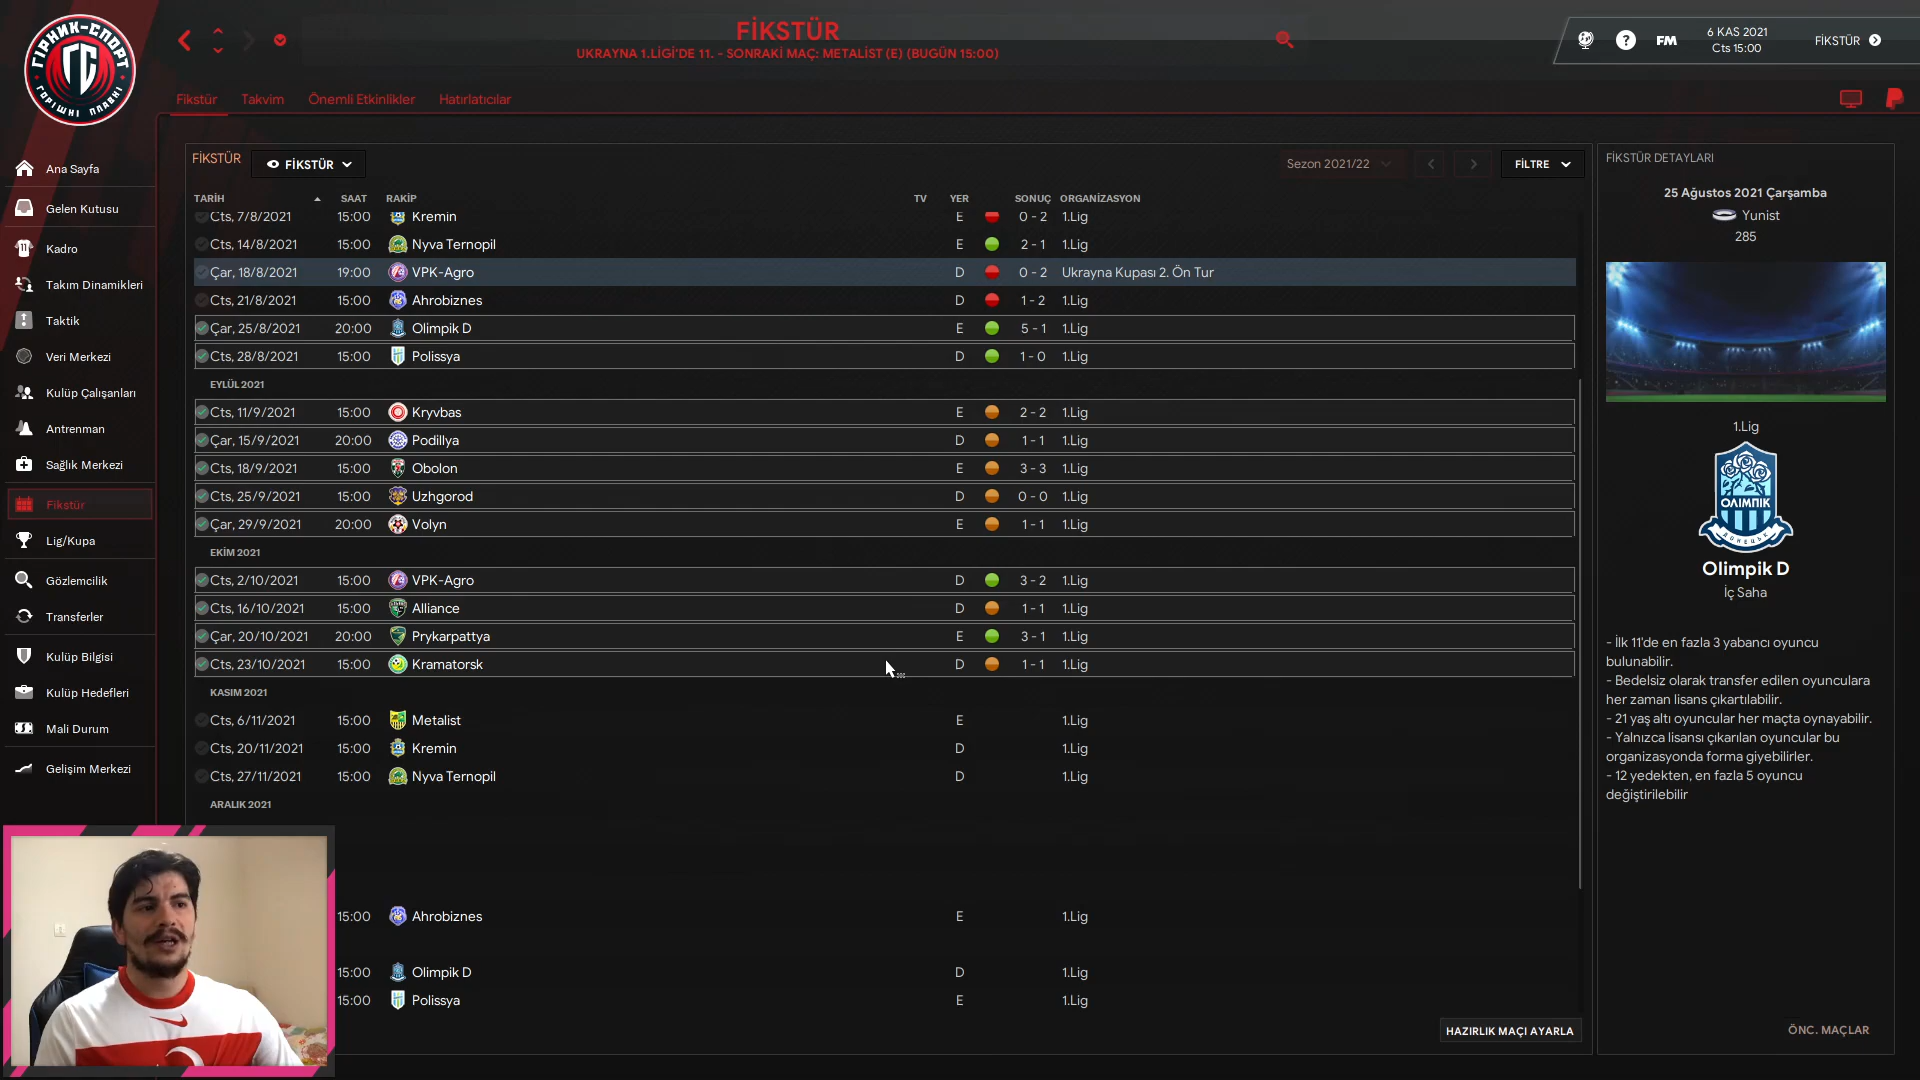 ГІРНИК-СПОРТ
ГС
ГОРІШНІ ПЛАВНІ
FİKSTÜR
UKRAYNA 1.LİGİ'DE 11. - SONRAKİ MAÇ: METALIST (E) (BUGÜN 15:00)
6 KAS 2021
Cts 15:00
FM
FİKSTÜR
Fikstür Takvim Önemli Etkinlikler Hatırlatıcılar
Ana Sayfa
Gelen Kutusu
Kadro
Takım Dinamikleri
Taktik
Veri Merkezi
Kulüp Çalışanları
Antrenman
Sağlık Merkezi
Fikstür
Lig/Kupa
Gözlemcilik
Transferler
Kulüp Bilgisi
Kulüp Hedefleri
Mali Durum
Gelişim Merkezi
FİKSTÜR FİKSTÜR Sezon 2021/22 FİLTRE
TARİH SAAT RAKİP TV YER SONUÇ ORGANİZASYON
Cts, 7/8/2021 15:00 Kremin E 0 - 2 1.Lig
Cts, 14/8/2021 15:00 Nyva Ternopil E 2 - 1 1.Lig
Çar, 18/8/2021 19:00 VPK-Agro D 0 - 2 Ukrayna Kupası 2. Ön Tur
Cts, 21/8/2021 15:00 Ahrobiznes D 1 - 2 1.Lig
Çar, 25/8/2021 20:00 Olimpik D E 5 - 1 1.Lig
Cts, 28/8/2021 15:00 Polissya D 1 - 0 1.Lig
EYLÜL 2021
Cts, 11/9/2021 15:00 Kryvbas E 2 - 2 1.Lig
Çar, 15/9/2021 20:00 Podillya D 1 - 1 1.Lig
Cts, 18/9/2021 15:00 Obolon E 3 - 3 1.Lig
Cts, 25/9/2021 15:00 Uzhgorod D 0 - 0 1.Lig
Çar, 29/9/2021 20:00 Volyn E 1 - 1 1.Lig
EKİM 2021
Cts, 2/10/2021 15:00 VPK-Agro D 3 - 2 1.Lig
Cts, 16/10/2021 15:00 Alliance D 1 - 1 1.Lig
Çar, 20/10/2021 20:00 Prykarpattya E 3 - 1 1.Lig
Cts, 23/10/2021 15:00 Kramatorsk D 1 - 1 1.Lig
KASIM 2021
Cts, 6/11/2021 15:00 Metalist E 1.Lig
Cts, 20/11/2021 15:00 Kremin D 1.Lig
Cts, 27/11/2021 15:00 Nyva Ternopil D 1.Lig
ARALIK 2021
15:00 Ahrobiznes E 1.Lig
15:00 Olimpik D D 1.Lig
15:00 Polissya E 1.Lig
HAZIRLIK MAÇI AYARLA
FİKSTÜR DETAYLARI
25 Ağustos 2021 Çarşamba
Yunist
285
1.Lig
ОЛІМПІК
ДОНЕЦЬК
Olimpik D
İç Saha
- İlk 11'de en fazla 3 yabancı oyuncu
bulunabilir.
- Bedelsiz olarak transfer edilen oyunculara
her zaman lisans çıkartılabilir.
- 21 yaş altı oyuncular her maçta oynayabilir.
- Yalnızca lisansı çıkarılan oyuncular bu
organizasyonda forma giyebilirler.
- 12 yedekten, en fazla 5 oyuncu
değiştirilebilir
ÖNC. MAÇLAR